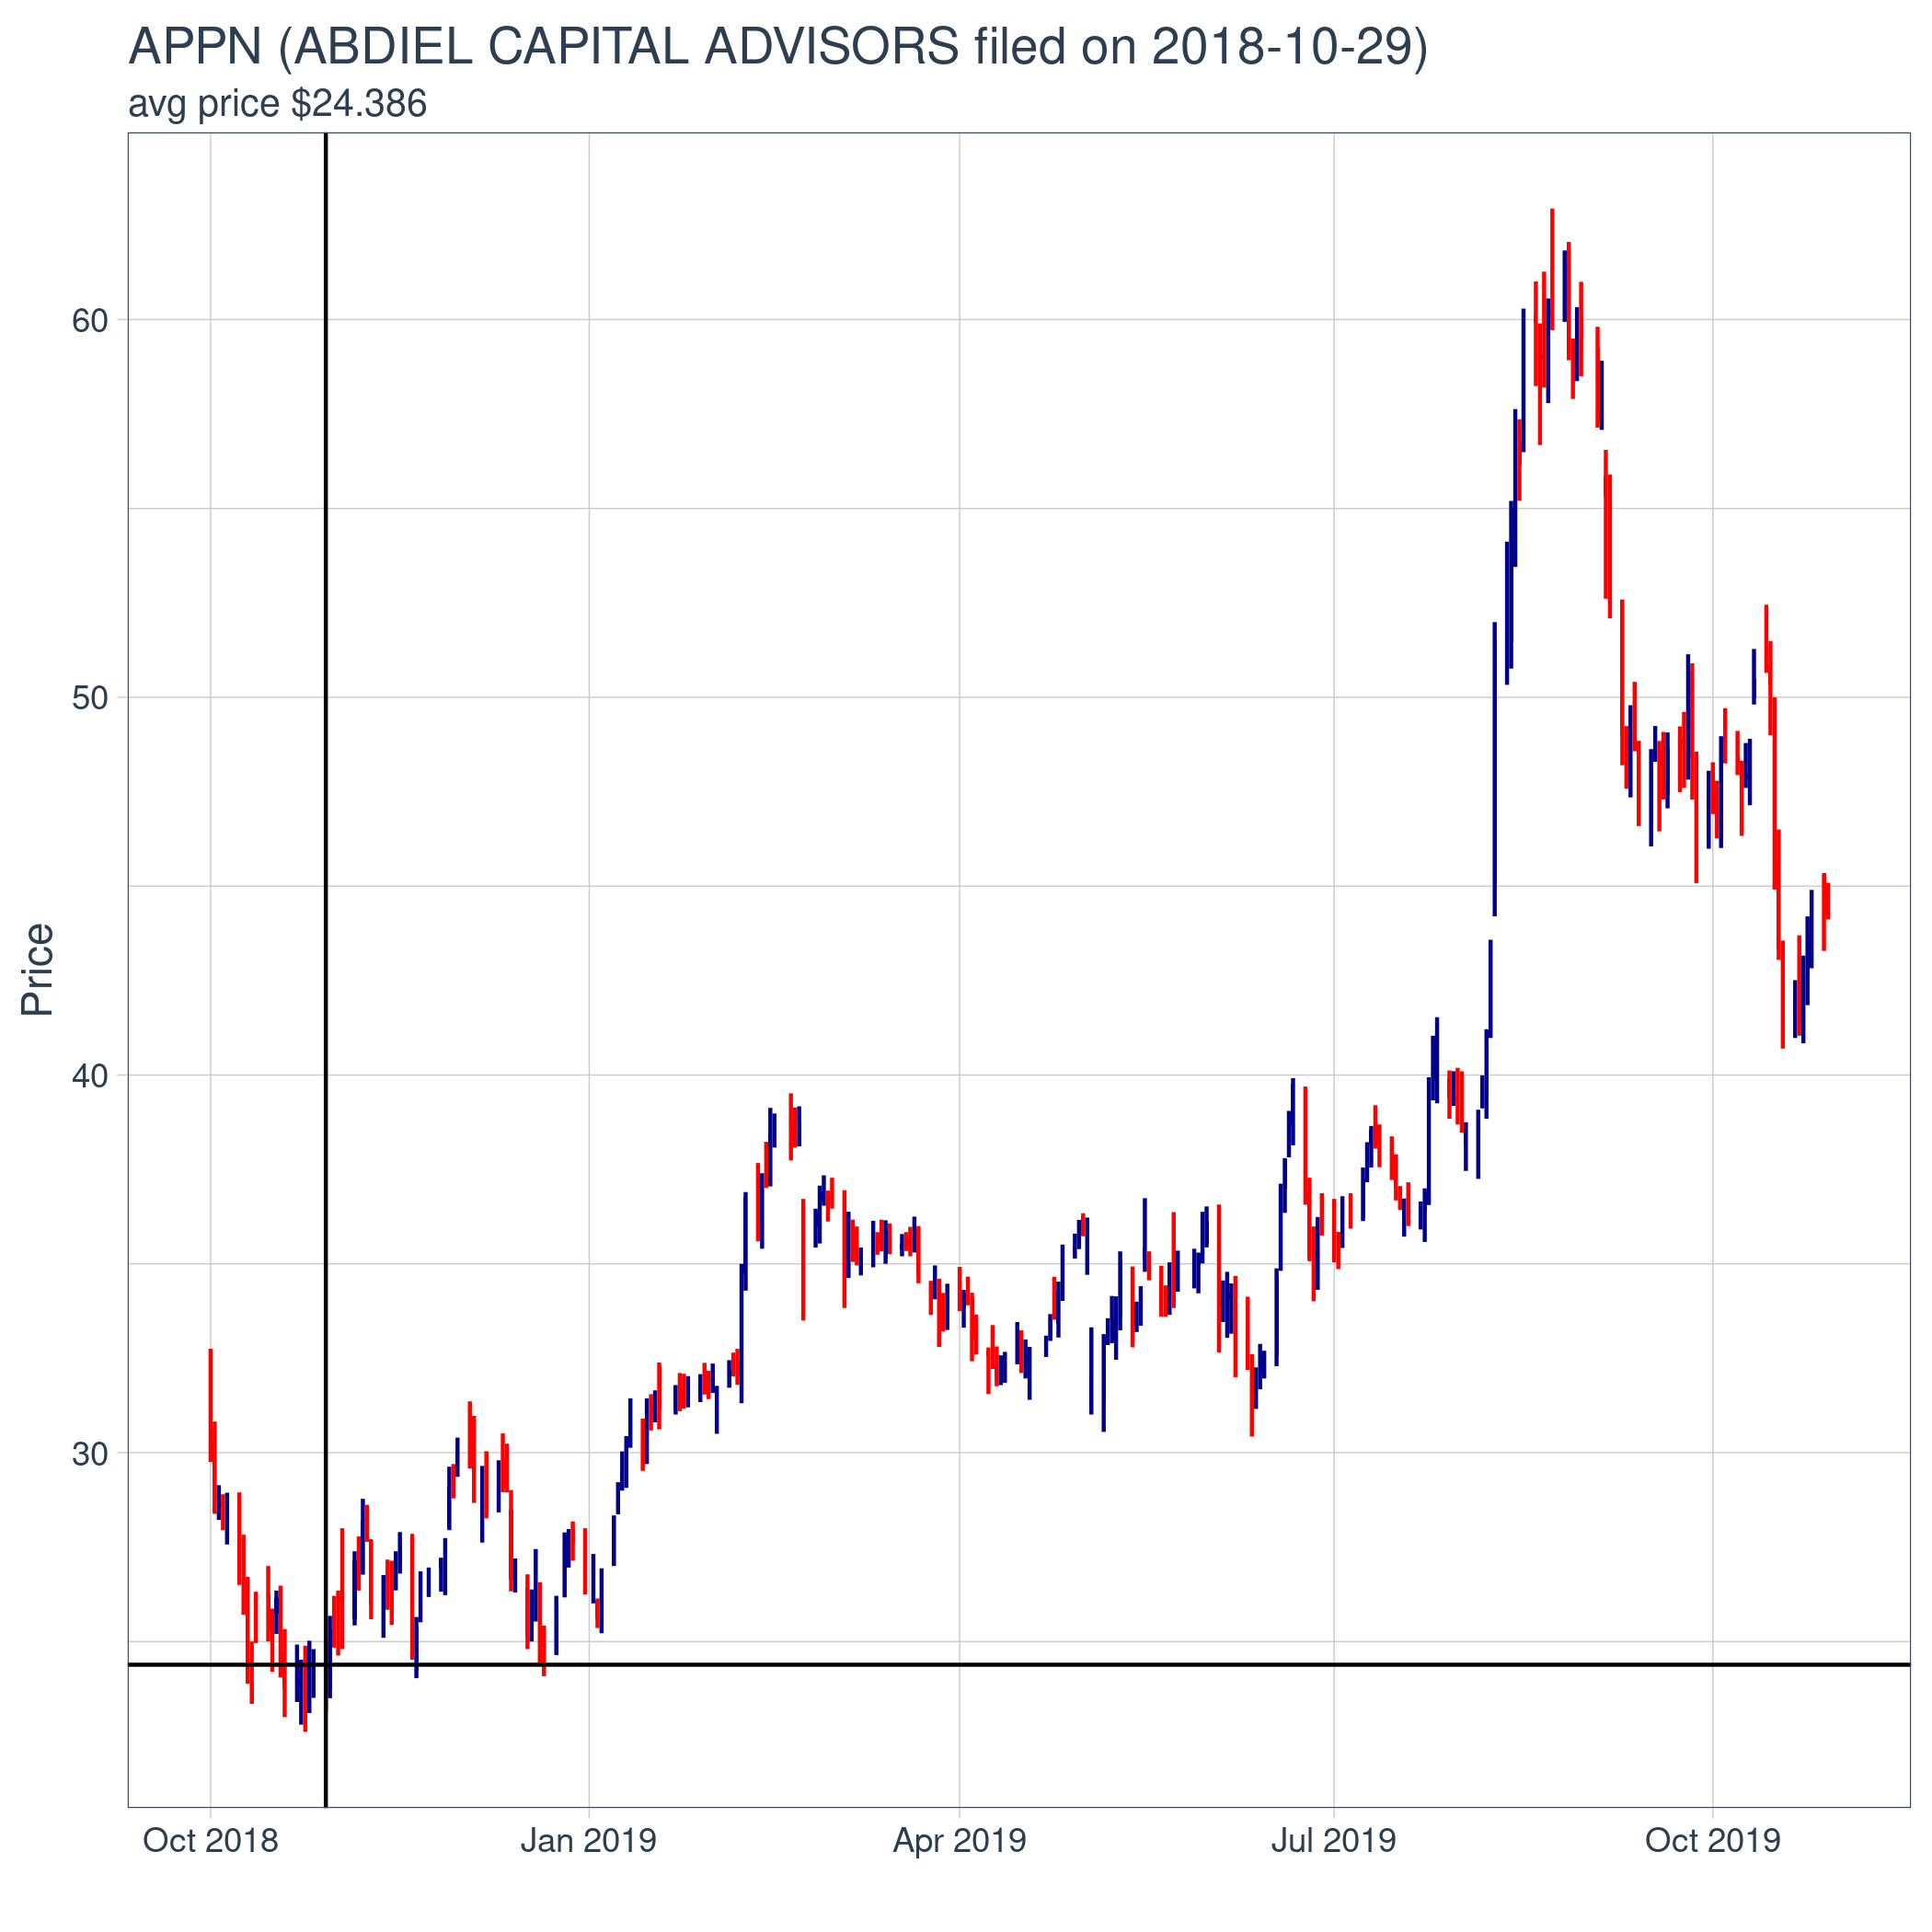 APPN (ABDIEL CAPITAL ADVISORS filed on 2018-10-29)
avg price $24.386
60
50
40
30
Price
Oct 2018 Jan 2019 Apr 2019 Jul 2019 Oct 2019